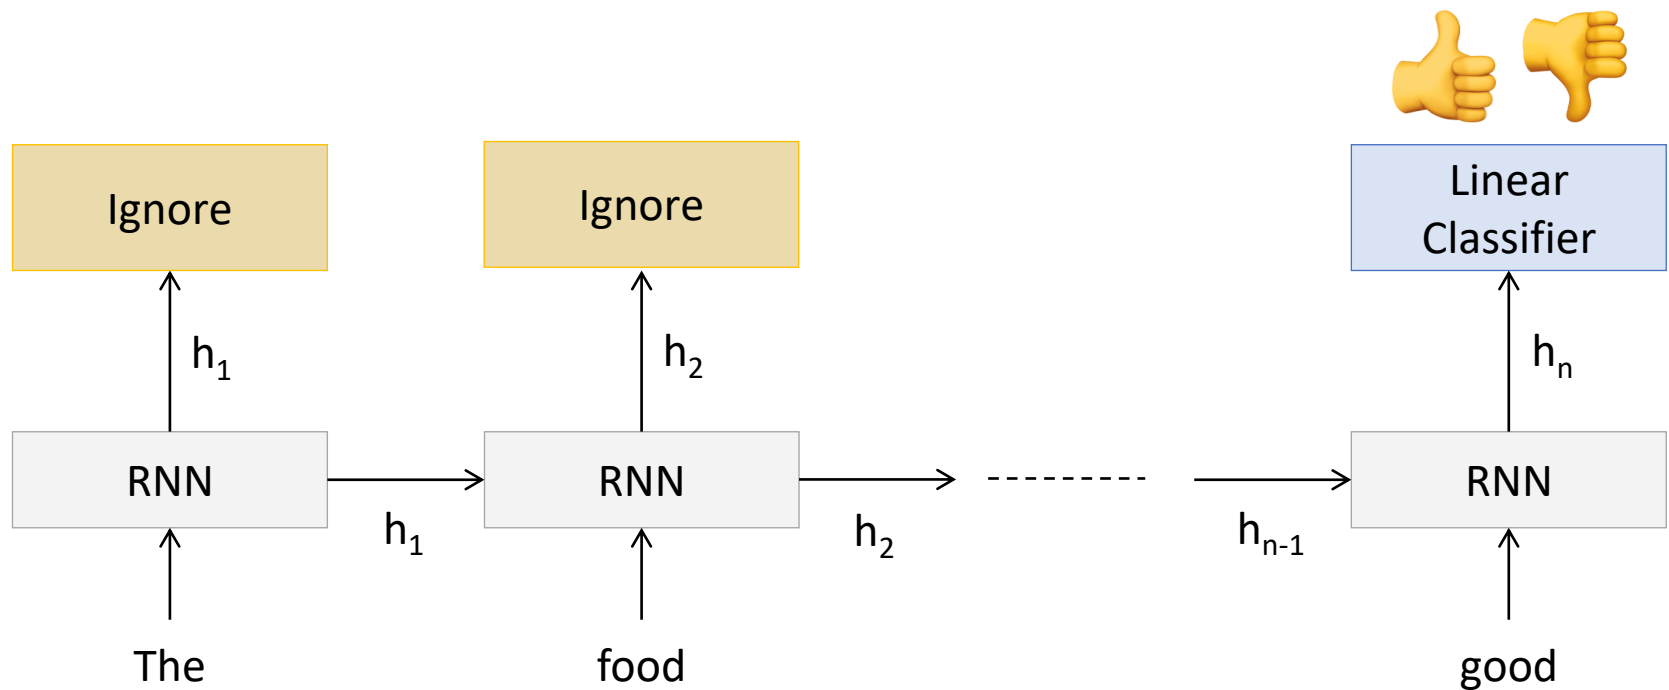 Ignore
Ignore
Linear
Classifier
h₁
h₂
hₙ
RNN
RNN
RNN
h₁
h₂
hₙ₋₁
The
food
good